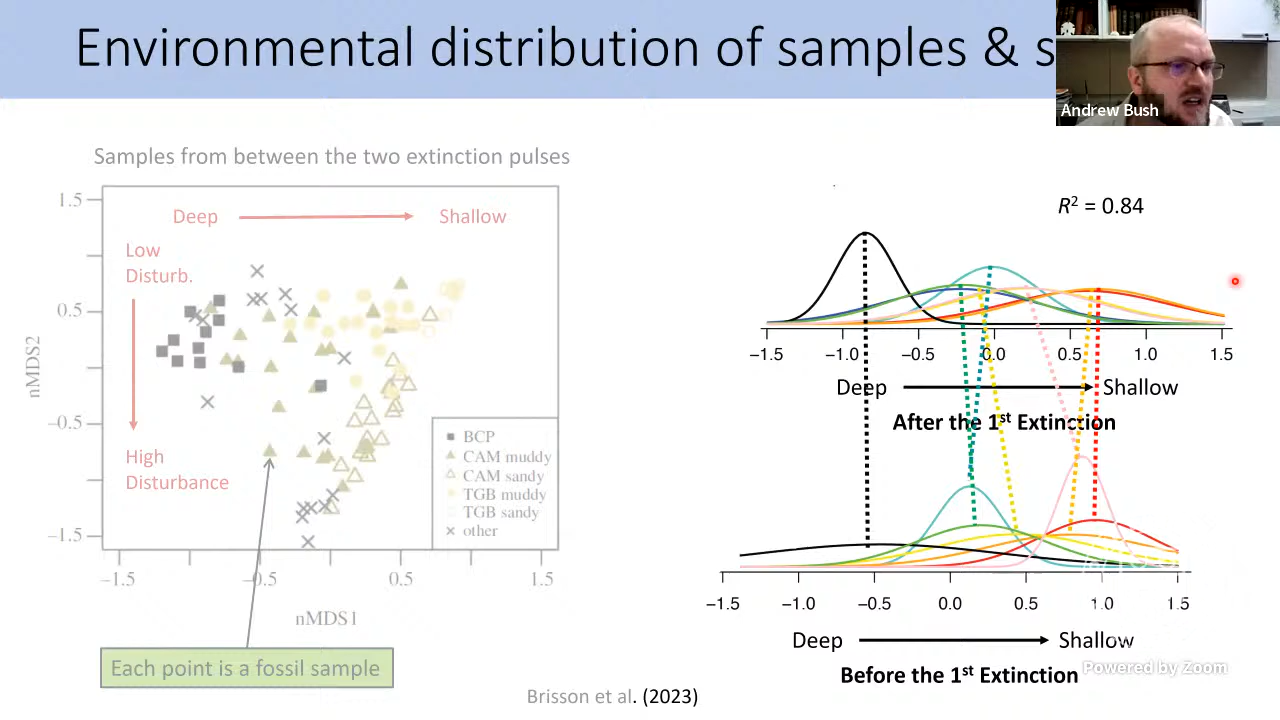 Environmental distribution of samples & s
Andrew Bush
Samples from between the two extinction pulses
1.5
0.5
−0.5
−1.5
nMDS2
Deep
Shallow
Low
Disturb.
High
Disturbance
BCP
CAM muddy
CAM sandy
TGB muddy
TGB sandy
other
−1.5
−0.5
0.5
1.5
nMDS1
Each point is a fossil sample
R² = 0.84
−1.5 −1.0 −0.5 0.0 0.5 1.0 1.5
Deep
Shallow
After the 1st Extinction
−1.5 −1.0 −0.5 0.0 0.5 1.0 1.5
Deep
Shallow
Before the 1st Extinction
Powered by Zoom
Brisson et al. (2023)